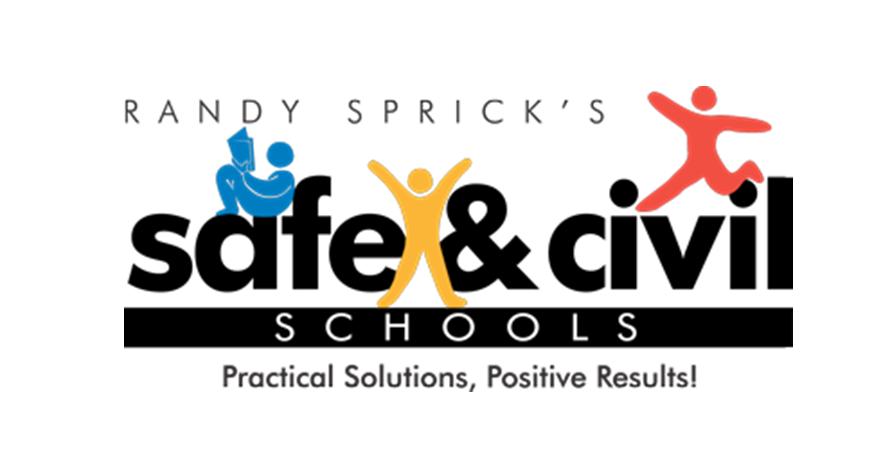 RANDY SPRICK'S
safe & civil
SCHOOLS
Practical Solutions, Positive Results!